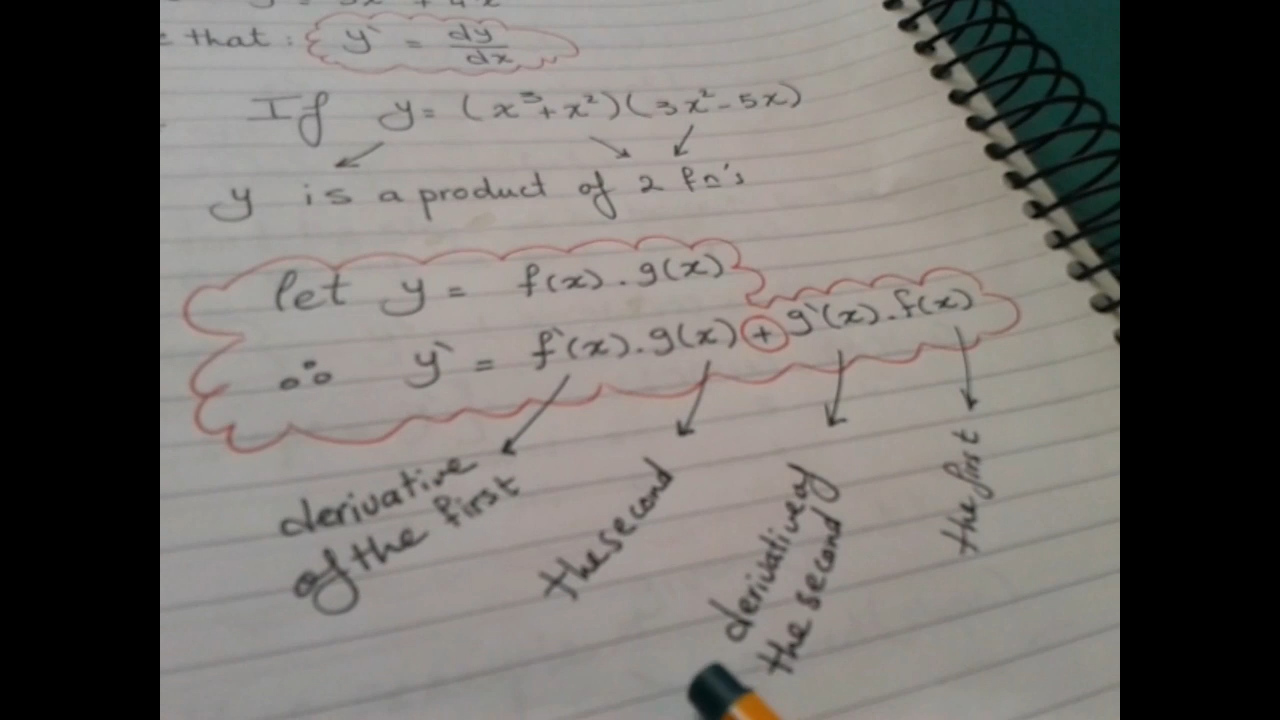 that : y` = dy/dx
If y = (x³+x²)(3x²-5x)
y is a product of 2 fn's
let y = f(x).g(x)
∴ y` = f`(x).g(x) + g`(x).f(x)
derivative
of the first
the second
derivative of
the second
the first